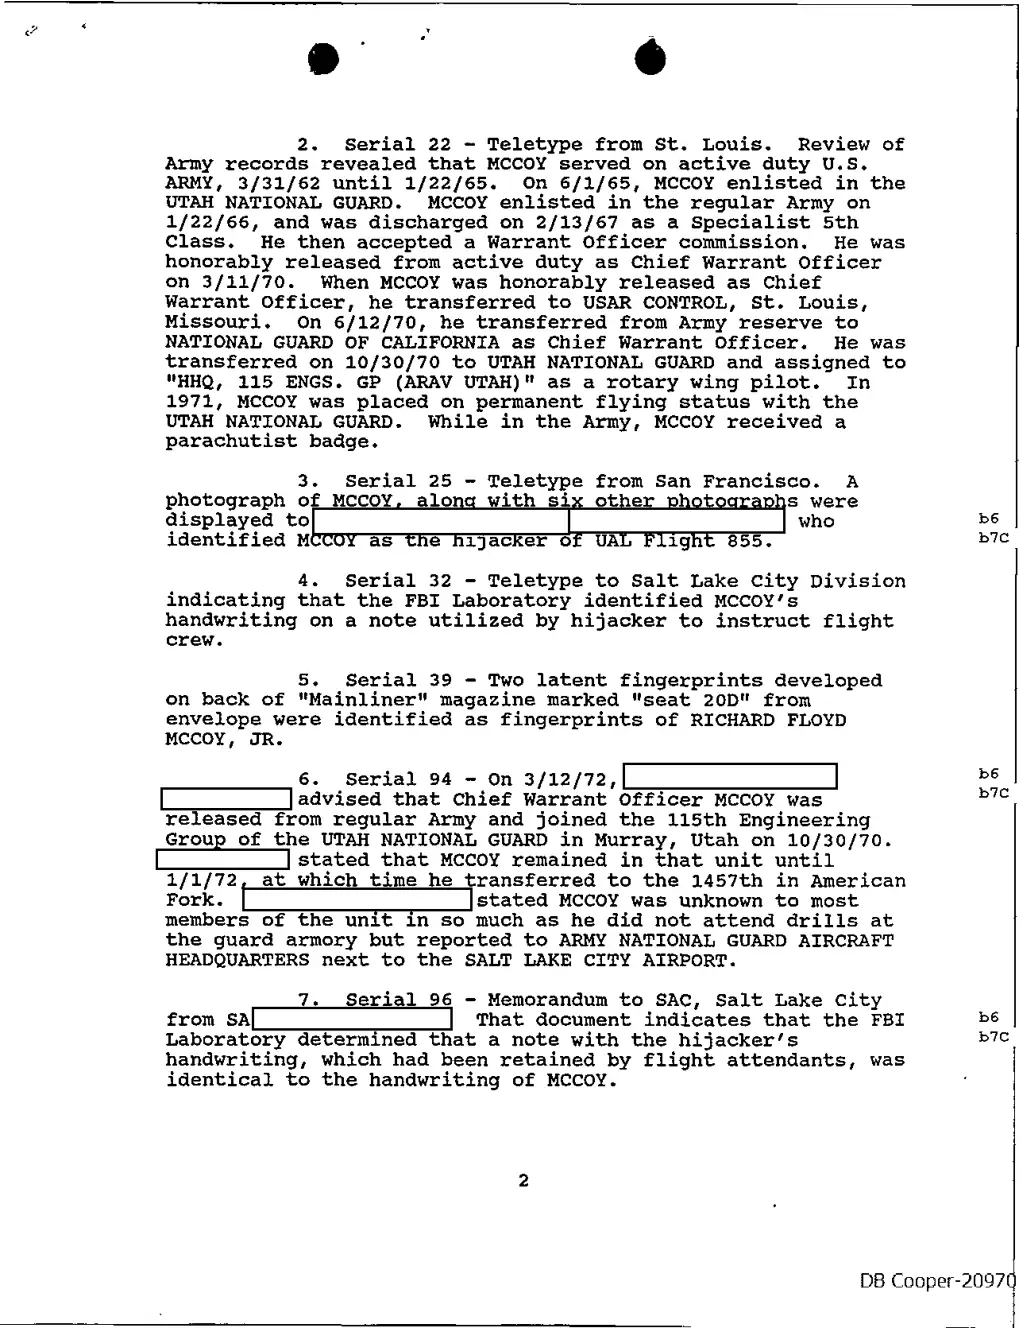 2. Serial 22 - Teletype from St. Louis. Review of
Army records revealed that MCCOY served on active duty U.S.
ARMY, 3/31/62 until 1/22/65. On 6/1/65, MCCOY enlisted in the
UTAH NATIONAL GUARD. MCCOY enlisted in the regular Army on
1/22/66, and was discharged on 2/13/67 as a Specialist 5th
Class. He then accepted a Warrant Officer commission. He was
honorably released from active duty as Chief Warrant Officer
on 3/11/70. When MCCOY was honorably released as Chief
Warrant Officer, he transferred to USAR CONTROL, St. Louis,
Missouri. On 6/12/70, he transferred from Army reserve to
NATIONAL GUARD OF CALIFORNIA as Chief Warrant Officer. He was
transferred on 10/30/70 to UTAH NATIONAL GUARD and assigned to
"HHQ, 115 ENGS. GP (ARAV UTAH)" as a rotary wing pilot. In
1971, MCCOY was placed on permanent flying status with the
UTAH NATIONAL GUARD. While in the Army, MCCOY received a
parachutist badge.
3. Serial 25 - Teletype from San Francisco. A
photograph of MCCOY, along with six other photographs were
displayed to who
b6
identified MCCOY as the hijacker of UAL Flight 855.
b7C
4. Serial 32 - Teletype to Salt Lake City Division
indicating that the FBI Laboratory identified MCCOY's
handwriting on a note utilized by hijacker to instruct flight
crew.
5. Serial 39 - Two latent fingerprints developed
on back of "Mainliner" magazine marked "seat 20D" from
envelope were identified as fingerprints of RICHARD FLOYD
MCCOY, JR.
6. Serial 94 - On 3/12/72,
b6
advised that Chief Warrant Officer MCCOY was
b7C
released from regular Army and joined the 115th Engineering
Group of the UTAH NATIONAL GUARD in Murray, Utah on 10/30/70.
stated that MCCOY remained in that unit until
1/1/72, at which time he transferred to the 1457th in American
Fork. stated MCCOY was unknown to most
members of the unit in so much as he did not attend drills at
the guard armory but reported to ARMY NATIONAL GUARD AIRCRAFT
HEADQUARTERS next to the SALT LAKE CITY AIRPORT.
7. Serial 96 - Memorandum to SAC, Salt Lake City
from SA That document indicates that the FBI
b6
Laboratory determined that a note with the hijacker's
b7C
handwriting, which had been retained by flight attendants, was
identical to the handwriting of MCCOY.
2
DB Cooper-20970